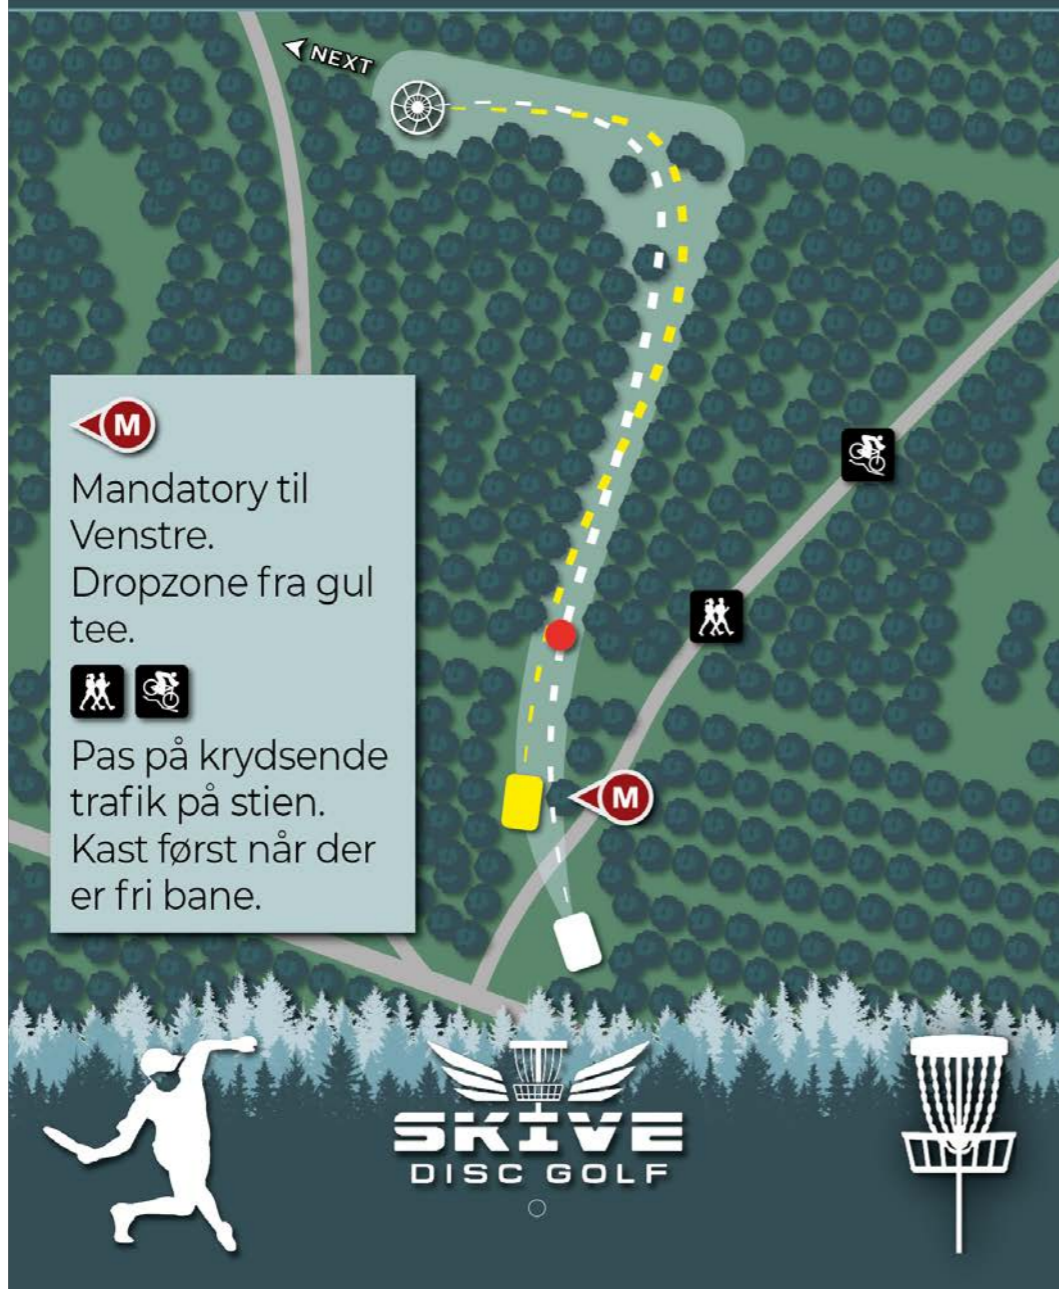 NEXT
M
Mandatory til
Venstre.
Dropzone fra gul
tee.
Pas på krydsende
trafik på stien.
Kast først når der
er fri bane.
M
SKIVE
DISC GOLF